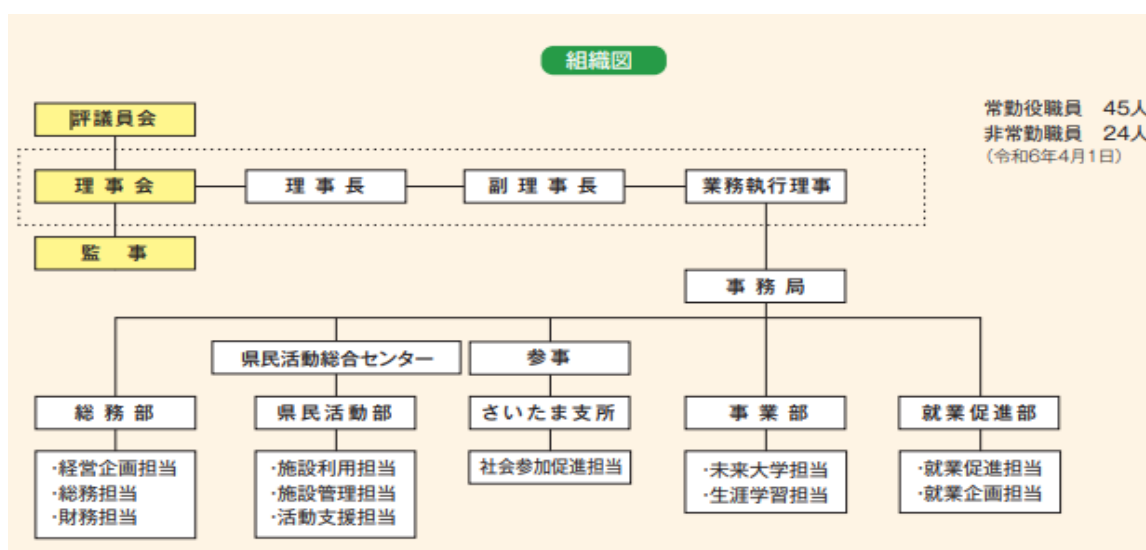 組織図
常勤役職員 45人
非常勤職員 24人
(令和6年4月1日)
評議員会
理事会
理事長
副理事長
業務執行理事
監事
事務局
県民活動総合センター
参事
総務部
県民活動部
さいたま支所
事業部
就業促進部
・経営企画担当
・総務担当
・財務担当
・施設利用担当
・施設管理担当
・活動支援担当
社会参加促進担当
・未来大学担当
・生涯学習担当
・就業促進担当
・就業企画担当